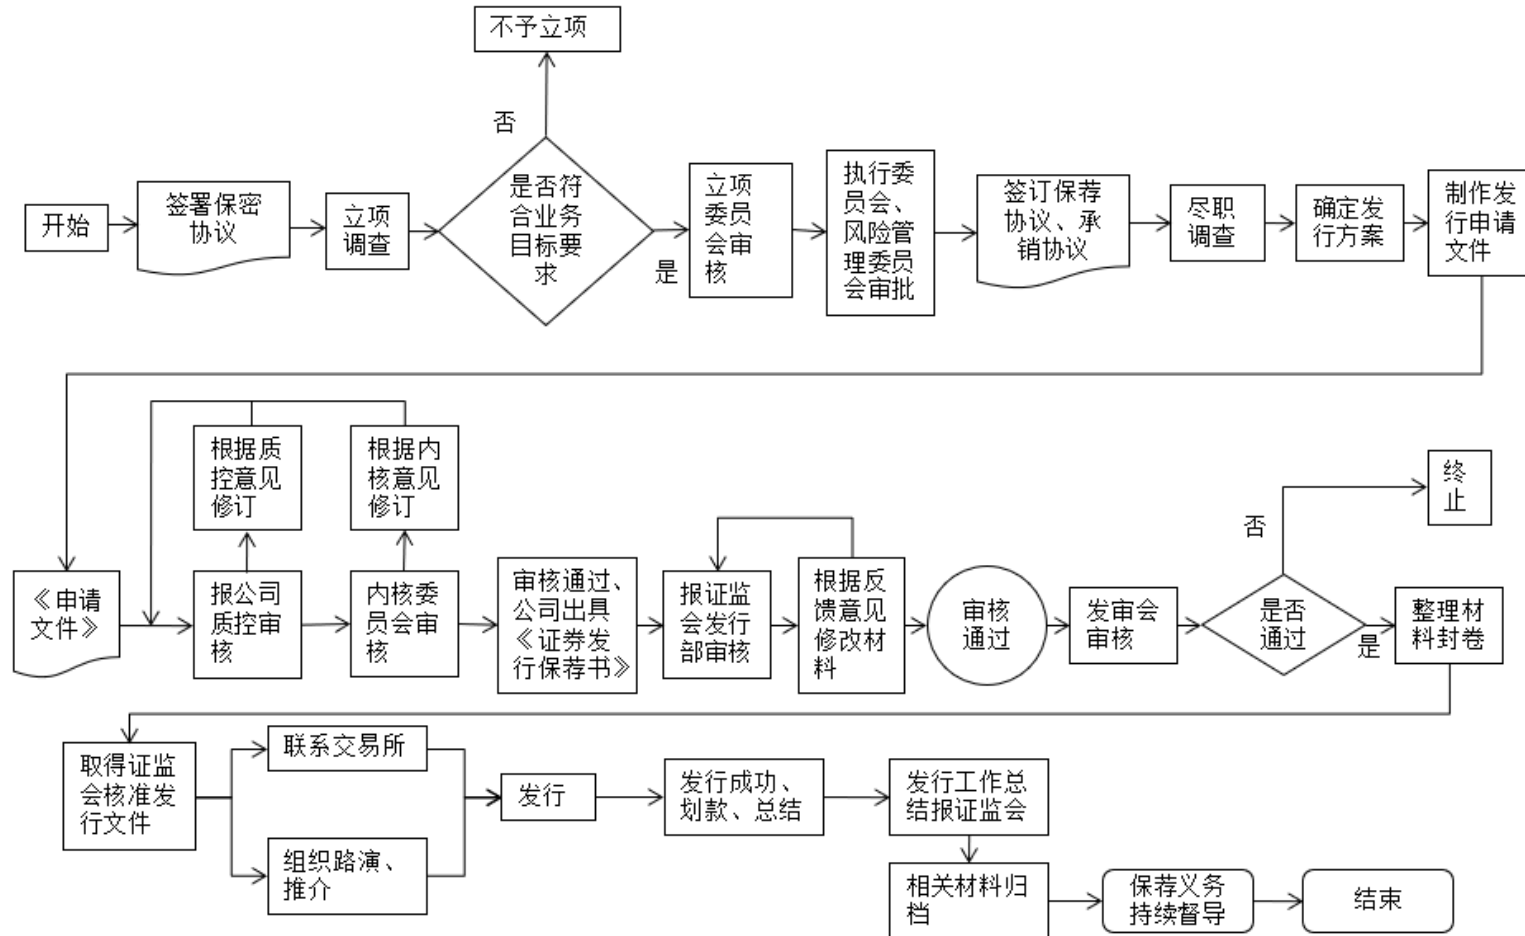 不予立项
否
开始
签署保密
协议
立项
调查
是否符
合业务
目标要
求
是
立项
委员
会审
核
执行委
员会、
风险管
理委员
会审批
签订保荐
协议、承
销协议
尽职
调查
确定发
行方案
制作发
行申请
文件
根据质
控意见
修订
根据内
核意见
修订
终
止
否
《申请
文件》
报公司
质控审
核
内核委
员会审
核
审核通过、
公司出具
《证券发
行保荐书》
报证监
会发行
部审核
根据反
馈意见
修改材
料
审核
通过
发审会
审核
是否
通过
是
整理材
料封卷
取得证监
会核准发
行文件
联系交易所
组织路演、
推介
发行
发行成功、
划款、总结
发行工作总
结报证监会
相关材料归
档
保荐义务
持续督导
结束